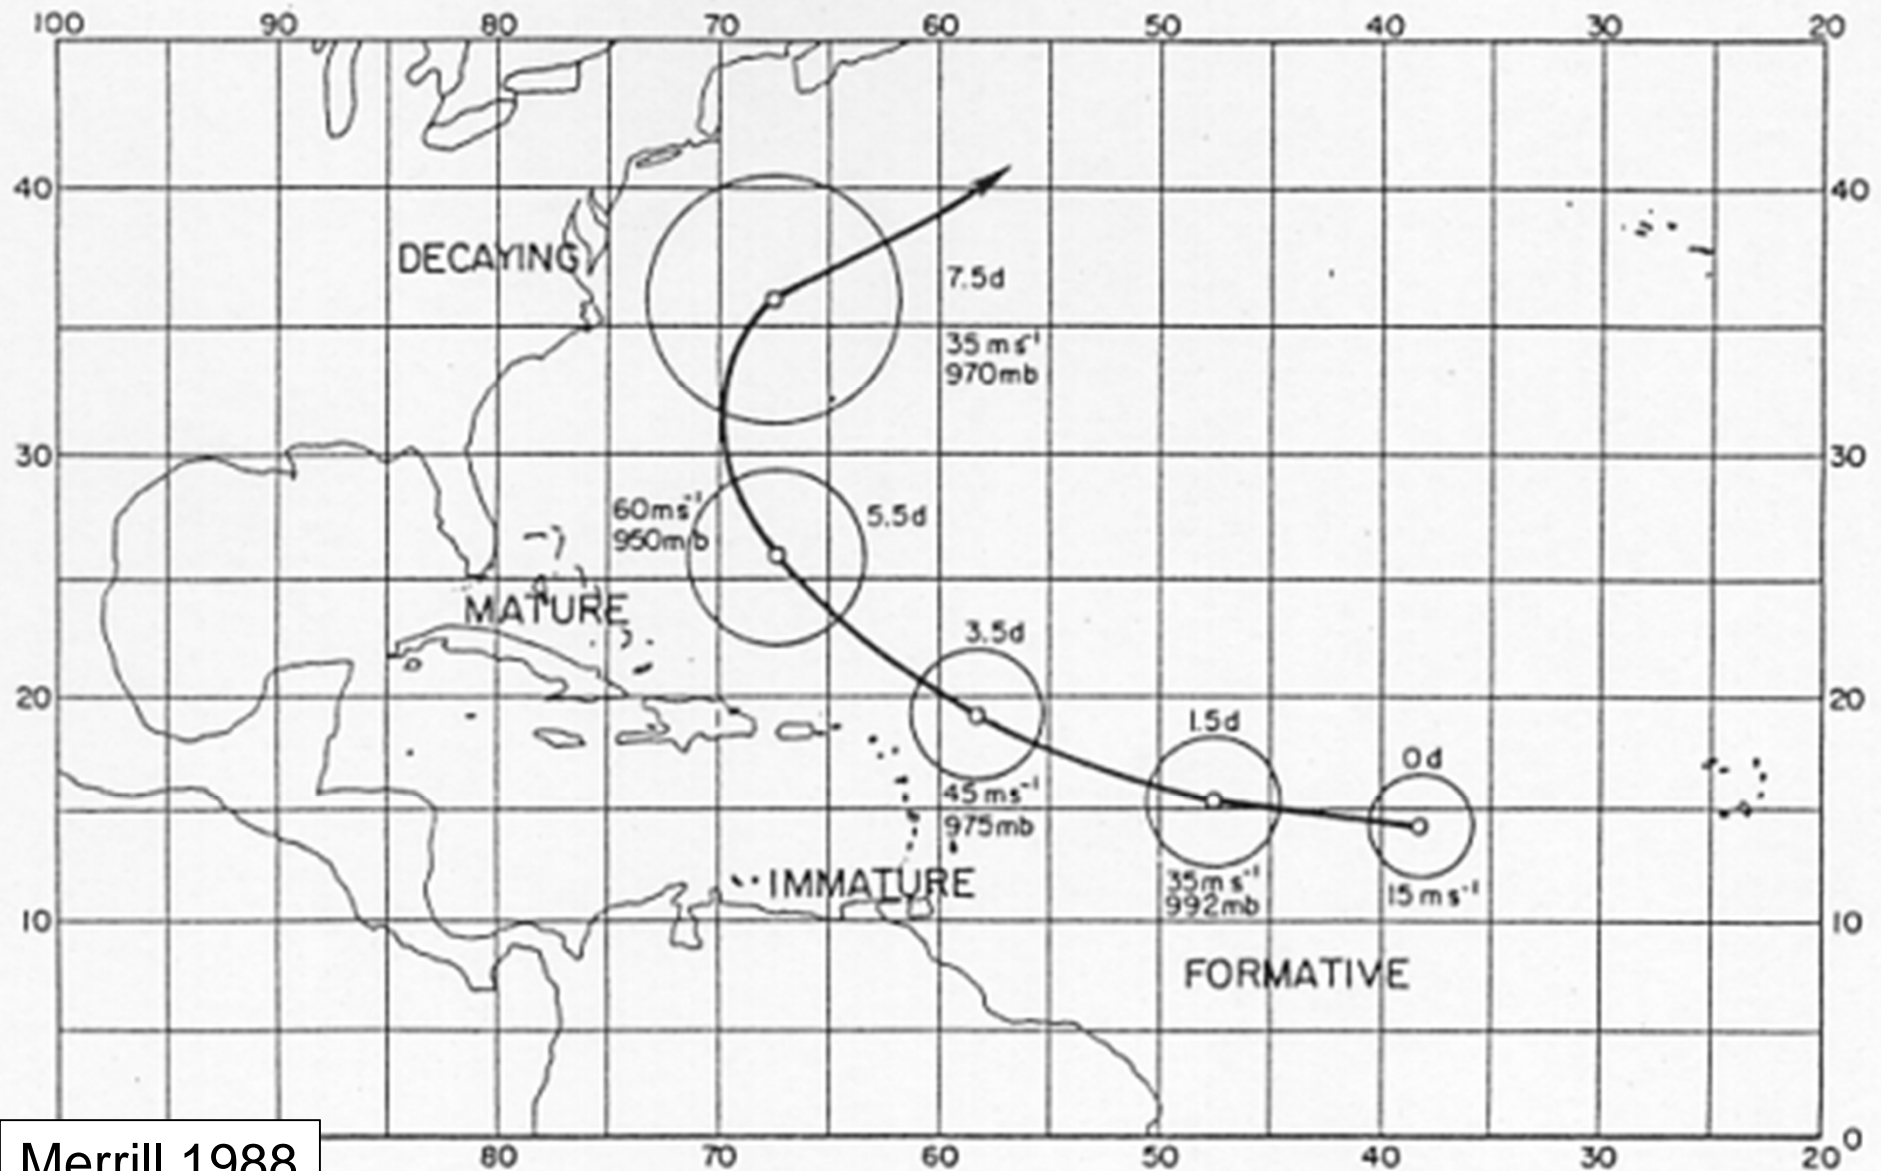 100 90 80 70 60 50 40 30 20
40 40
DECAYING
7.5d
35 ms⁻¹
970mb
30 30
60ms⁻¹
950mb
5.5d
MATURE
3.5d
20 20
1.5d
0d
45 ms⁻¹
975mb
IMMATURE
35ms⁻¹
992mb
15 ms⁻¹
10 10
FORMATIVE
0
Merrill 1988
80 70 60 50 40 30 20